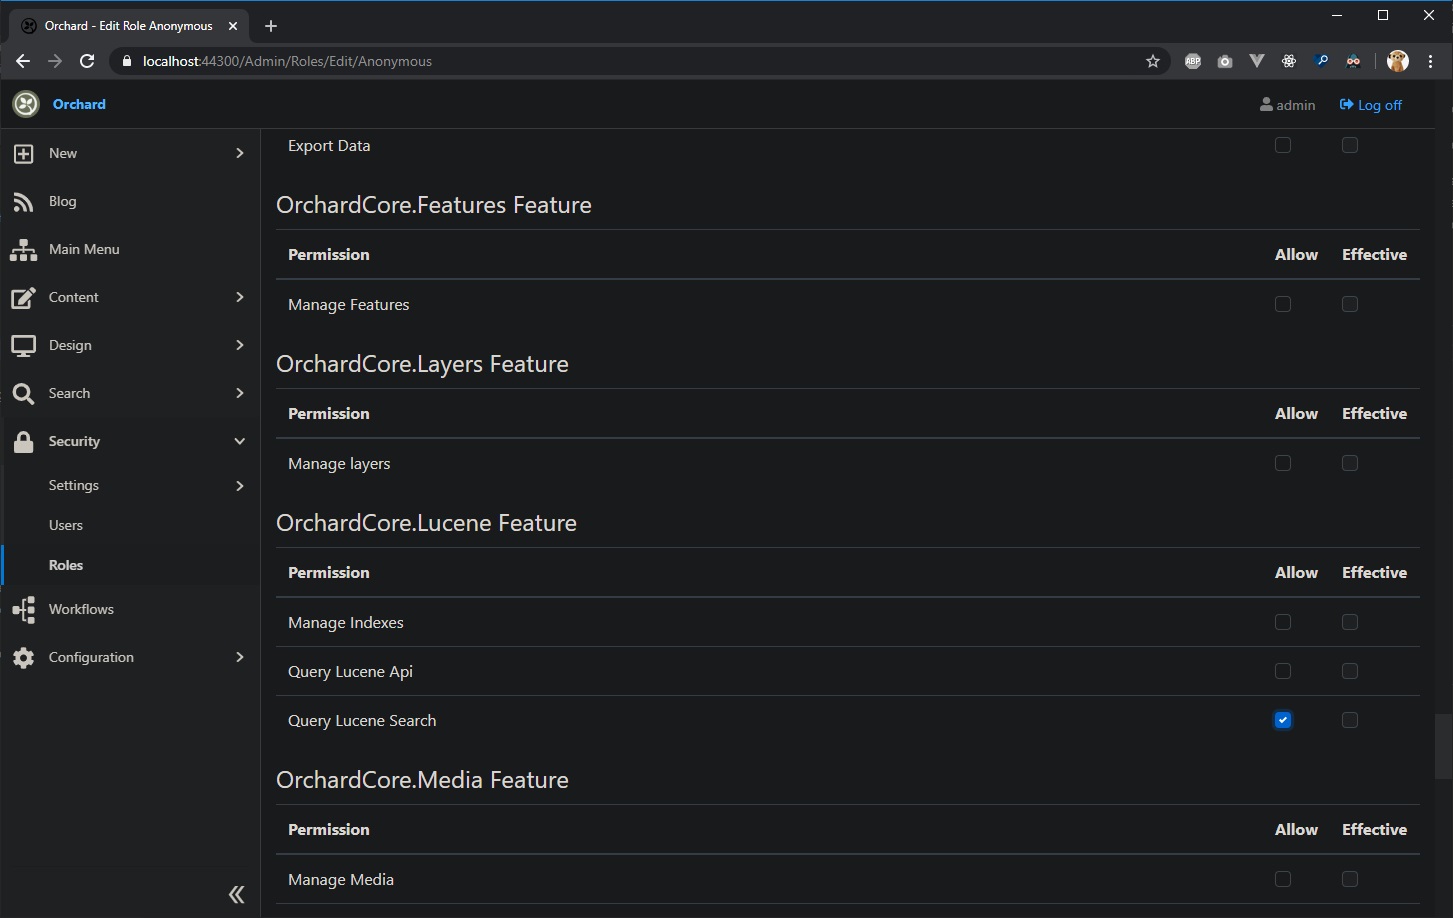 Orchard - Edit Role Anonymous
localhost:44300/Admin/Roles/Edit/Anonymous
ABP
Orchard
admin
Log off
New
Blog
Main Menu
Content
Design
Search
Security
Settings
Users
Roles
Workflows
Configuration
Export Data
OrchardCore.Features Feature
Permission Allow Effective
Manage Features
OrchardCore.Layers Feature
Permission Allow Effective
Manage layers
OrchardCore.Lucene Feature
Permission Allow Effective
Manage Indexes
Query Lucene Api
Query Lucene Search
OrchardCore.Media Feature
Permission Allow Effective
Manage Media